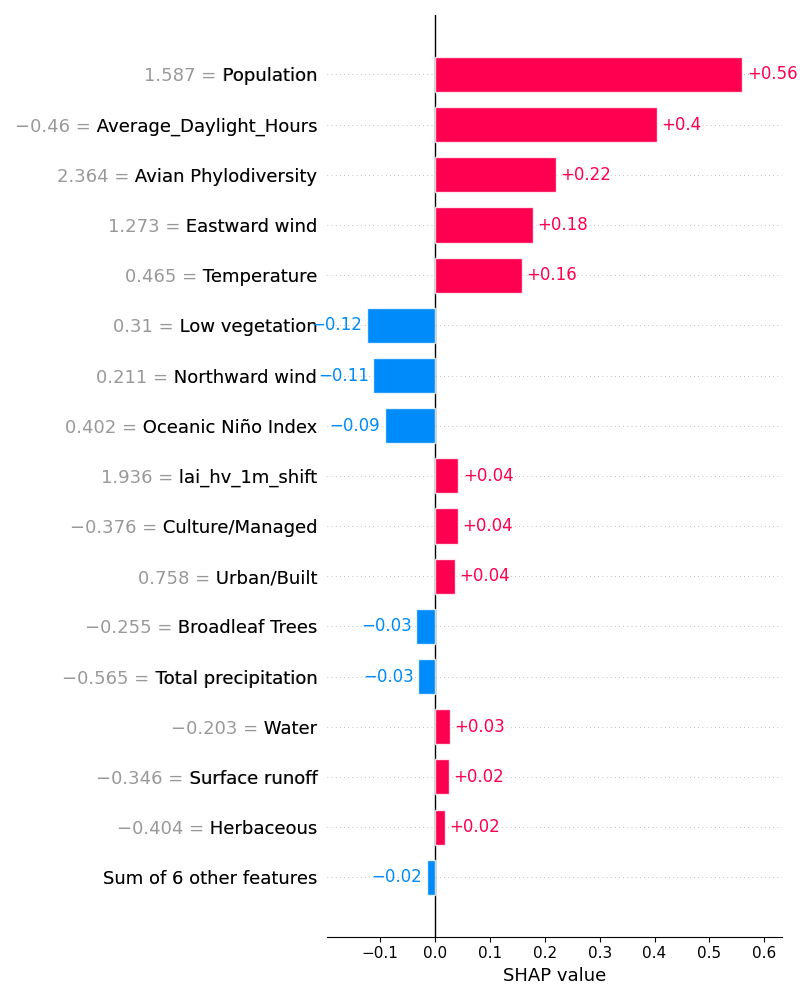 1.587 = Population +0.56
−0.46 = Average_Daylight_Hours +0.4
2.364 = Avian Phylodiversity +0.22
1.273 = Eastward wind +0.18
0.465 = Temperature +0.16
0.31 = Low vegetation −0.12
0.211 = Northward wind −0.11
0.402 = Oceanic Niño Index −0.09
1.936 = lai_hv_1m_shift +0.04
−0.376 = Culture/Managed +0.04
0.758 = Urban/Built +0.04
−0.255 = Broadleaf Trees −0.03
−0.565 = Total precipitation −0.03
−0.203 = Water +0.03
−0.346 = Surface runoff +0.02
−0.404 = Herbaceous +0.02
Sum of 6 other features −0.02
−0.1 0.0 0.1 0.2 0.3 0.4 0.5 0.6
SHAP value